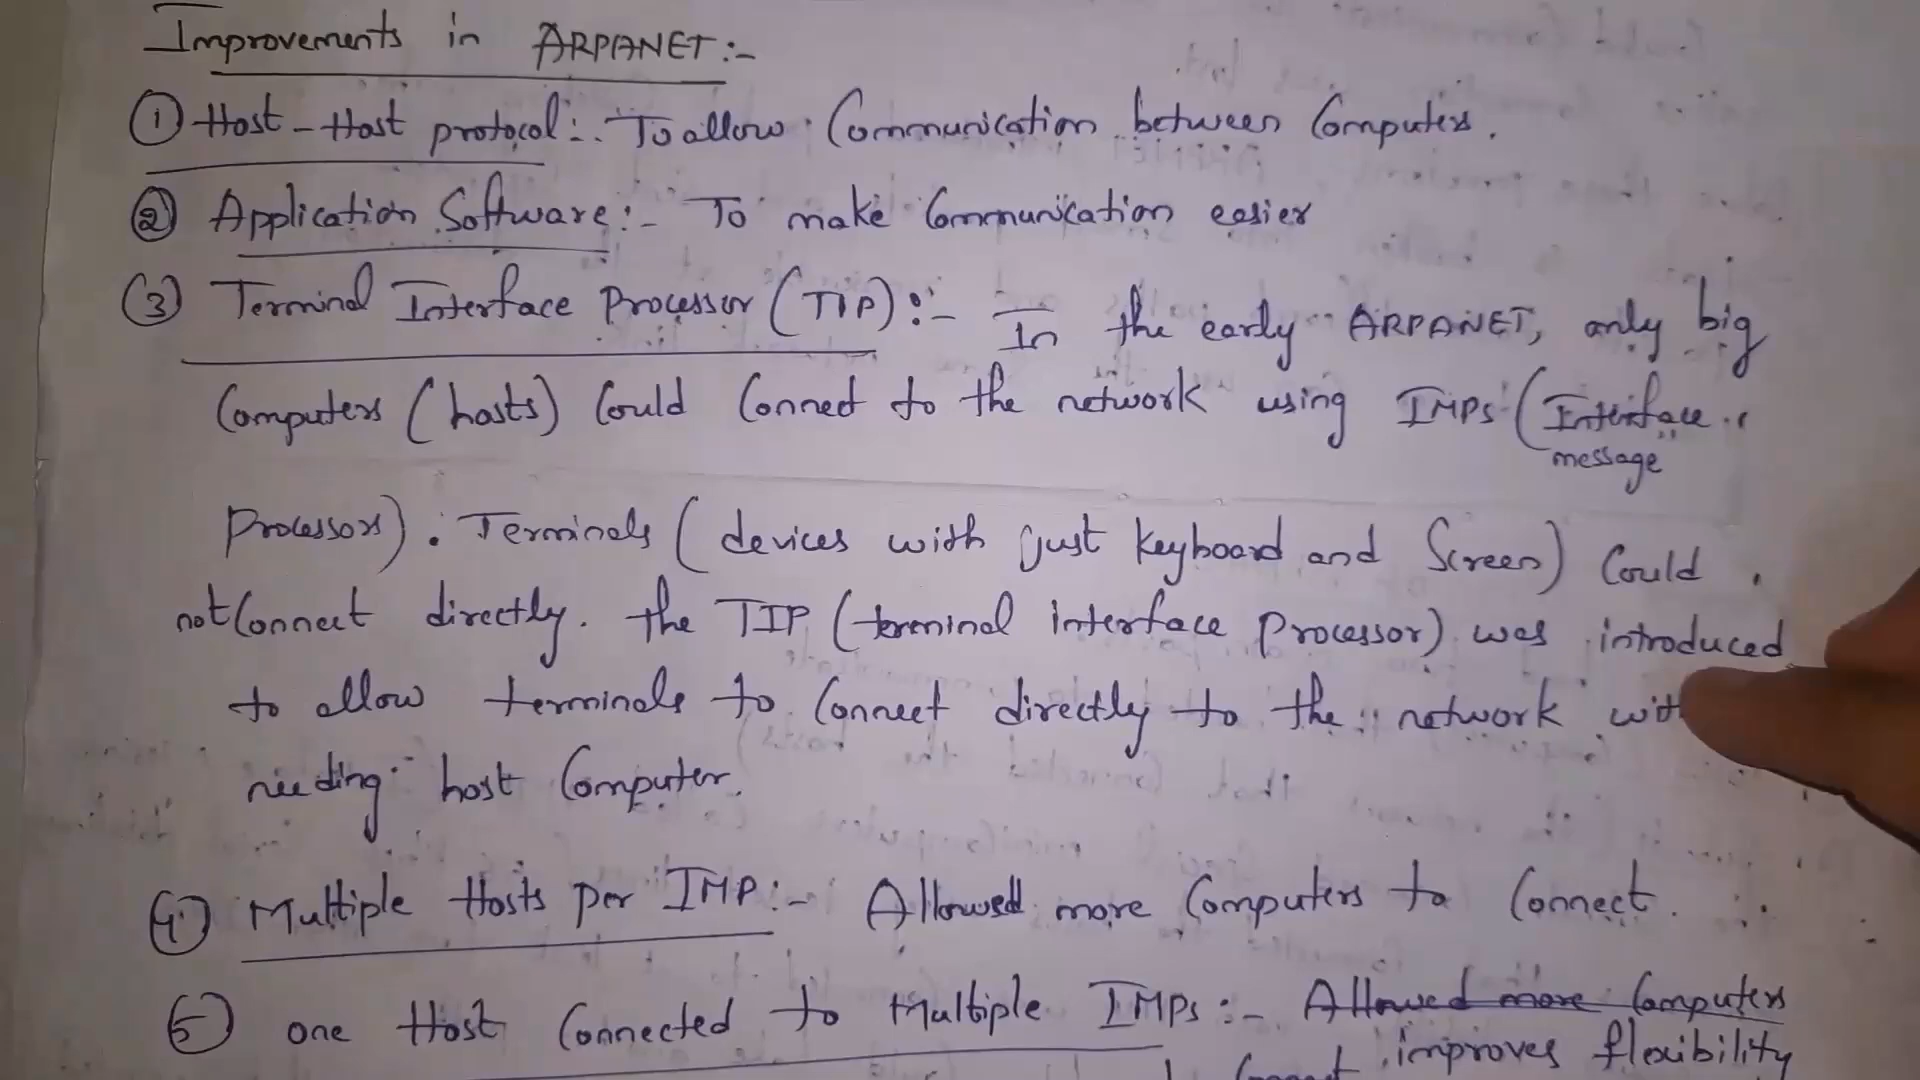 Improvements in ARPANET:-
① Host-Host protocol:- To allow Communication between Computers.
② Application Software:- To make Communication easier
③ Terminal Interface Processor (TIP):- In the early ARPANET, only big
Computers (hosts) Could Connect to the network using IMPs (Interface
message
Processors). Terminals (devices with just keyboard and Screen) Could
not Connect directly. the TIP (terminal interface Processor) was introduced
to allow terminals to Connect directly to the network
needing host Computer.
④ Multiple Hosts per IMP:- Allowed more Computers to Connect.
⑤ one Host Connected to Multiple IMPs:- Allowed more Computers
Connect improves flexibility